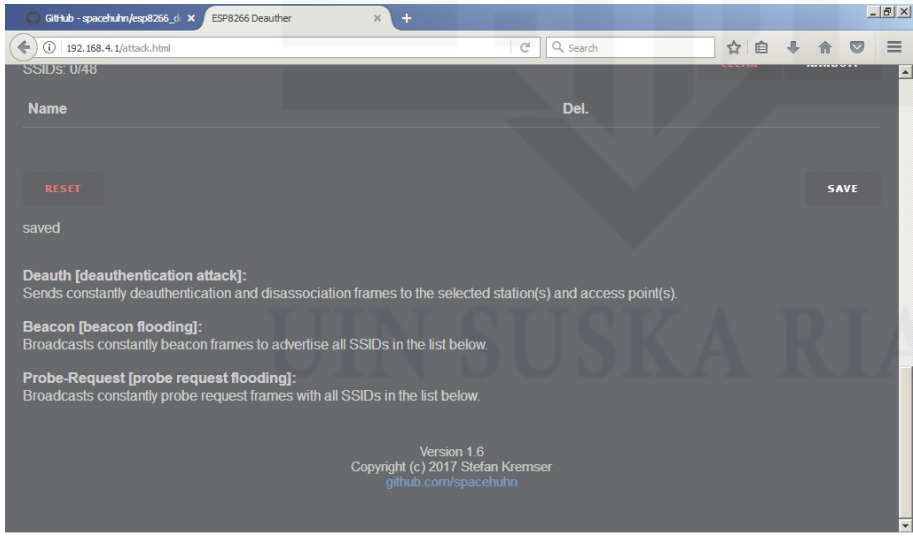 GitHub - spacehuhn/esp8266_d
ESP8266 Deauther
192.168.4.1/attack.html
Search
SSIDs: 0/48
Name Del.
RESET SAVE
saved
Deauth [deauthentication attack]:
Sends constantly deauthentication and disassociation frames to the selected station(s) and access point(s).
Beacon [beacon flooding]:
Broadcasts constantly beacon frames to advertise all SSIDs in the list below.
Probe-Request [probe request flooding]:
Broadcasts constantly probe request frames with all SSIDs in the list below.
Version 1.6
Copyright (c) 2017 Stefan Kremser
github.com/spacehuhn
UIN SUSKA RIA